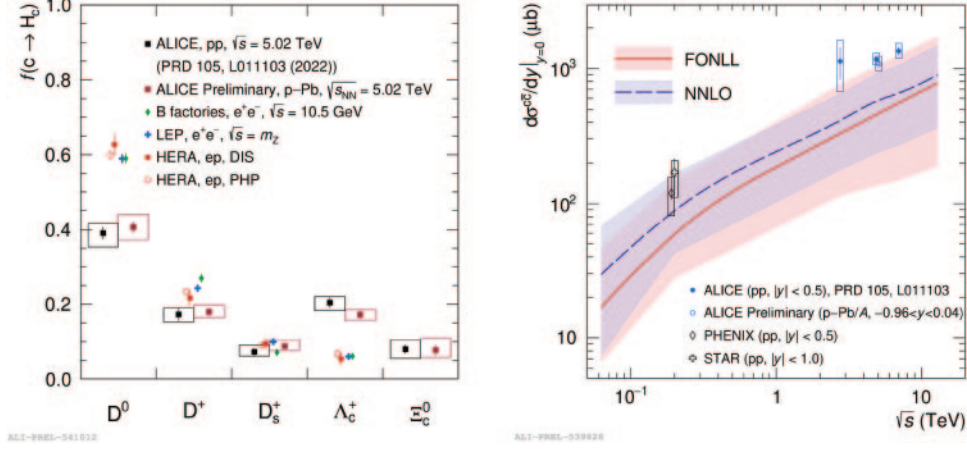 f(c → H_c)
1.0
0.8
0.6
0.4
0.2
0.0
ALICE, pp, √s = 5.02 TeV
(PRD 105, L011103 (2022))
ALICE Preliminary, p–Pb, √s_NN = 5.02 TeV
B factories, e⁺e⁻, √s = 10.5 GeV
LEP, e⁺e⁻, √s = m_Z
HERA, ep, DIS
HERA, ep, PHP
D⁰ D⁺ D_s⁺ Λ_c⁺ Ξ_c⁰
ALI-PREL-541012
dσ^cc̅/dy|_y=0 (μb)
10³
10²
10
FONLL
NNLO
ALICE (pp, |y| < 0.5), PRD 105, L011103
ALICE Preliminary (p–Pb/A, −0.96<y<0.04)
PHENIX (pp, |y| < 0.5)
STAR (pp, |y| < 1.0)
10⁻¹ 1 10
√s (TeV)